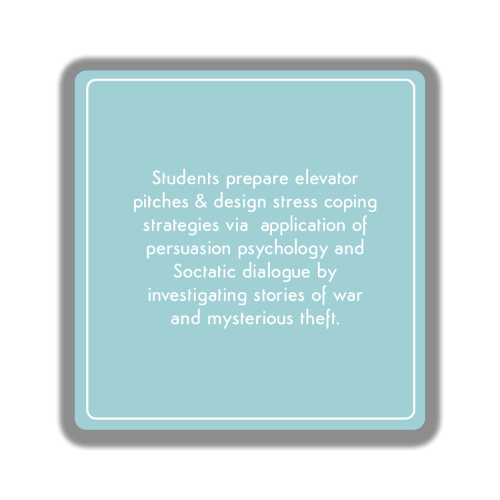 Students prepare elevator
pitches & design stress coping
strategies via application of
persuasion psychology and
Soctatic dialogue by
investigating stories of war
and mysterious theft.